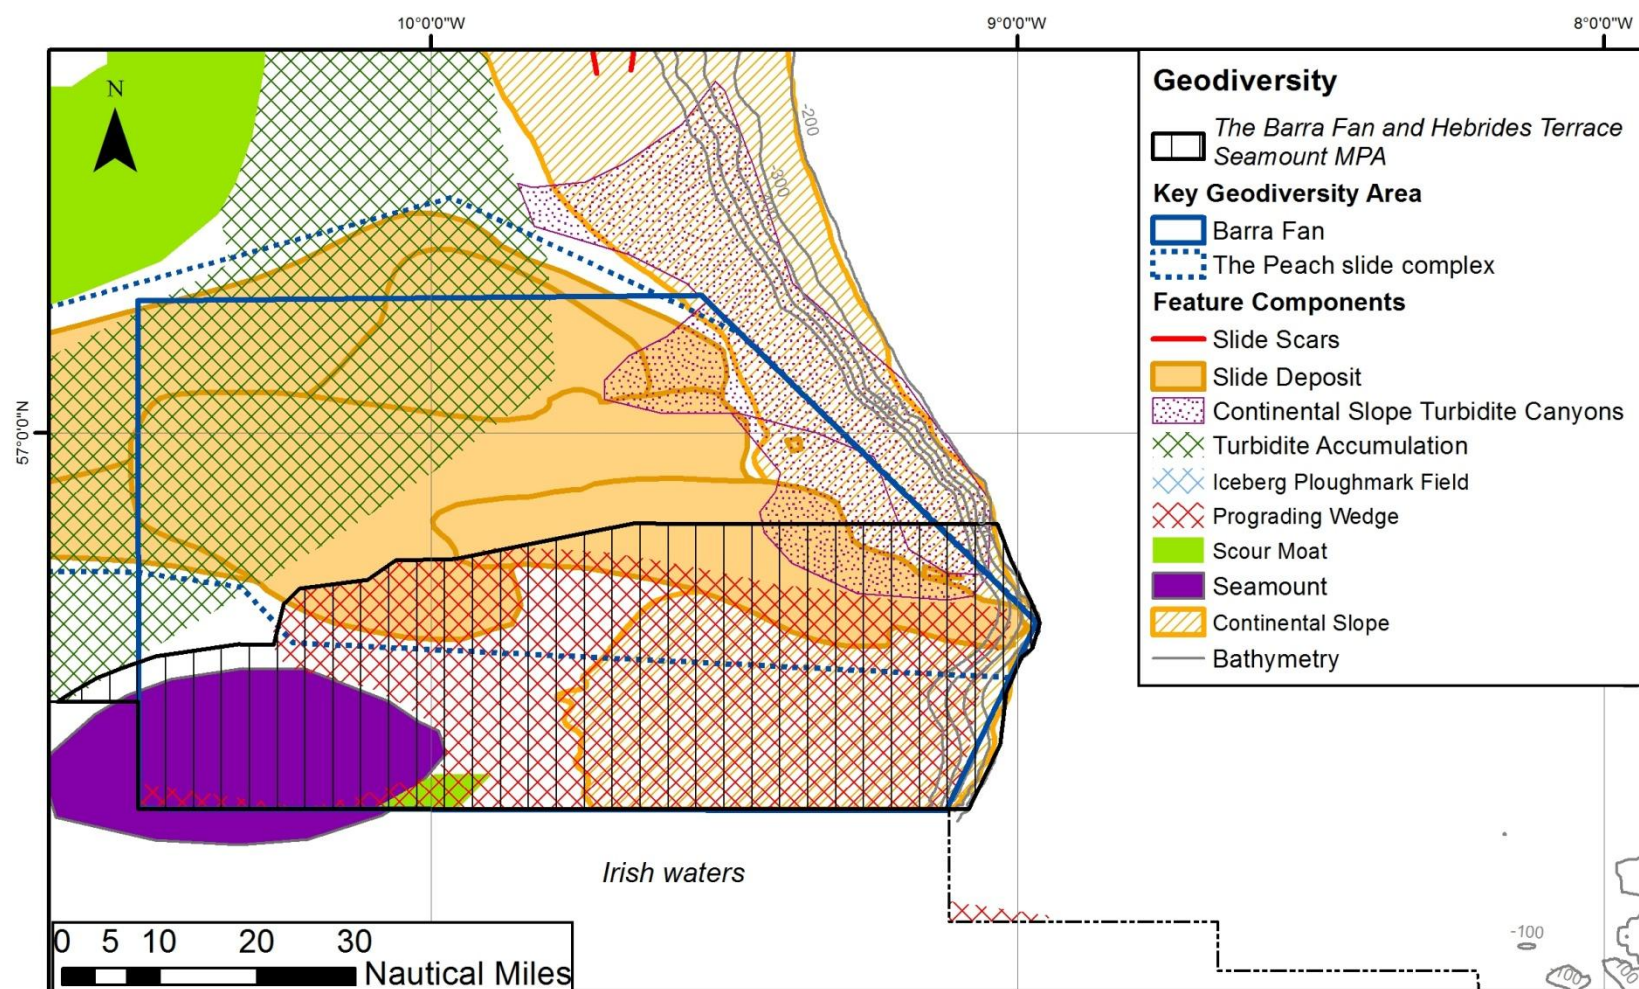 10°0'0"W
9°0'0"W
8°0'0"W
N
-200
-300
57°0'0"N
Geodiversity
The Barra Fan and Hebrides Terrace
Seamount MPA
Key Geodiversity Area
Barra Fan
The Peach slide complex
Feature Components
Slide Scars
Slide Deposit
Continental Slope Turbidite Canyons
Turbidite Accumulation
Iceberg Ploughmark Field
Prograding Wedge
Scour Moat
Seamount
Continental Slope
Bathymetry
Irish waters
-100
-100
-100
0 5 10 20 30
Nautical Miles